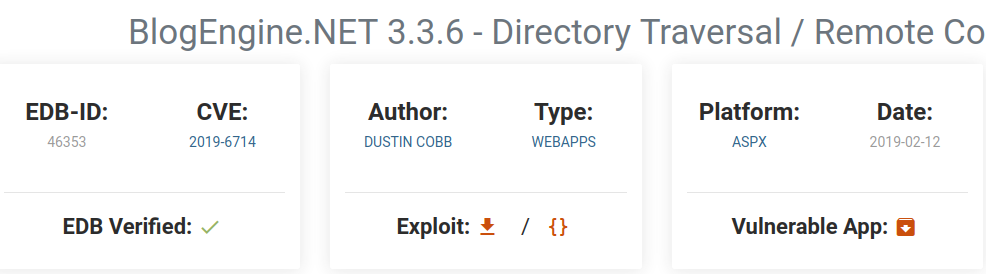 BlogEngine.NET 3.3.6 - Directory Traversal / Remote Co
EDB-ID: CVE: Author: Type: Platform: Date:
46353 2019-6714 DUSTIN COBB WEBAPPS ASPX 2019-02-12
EDB Verified: Exploit: / {} Vulnerable App: